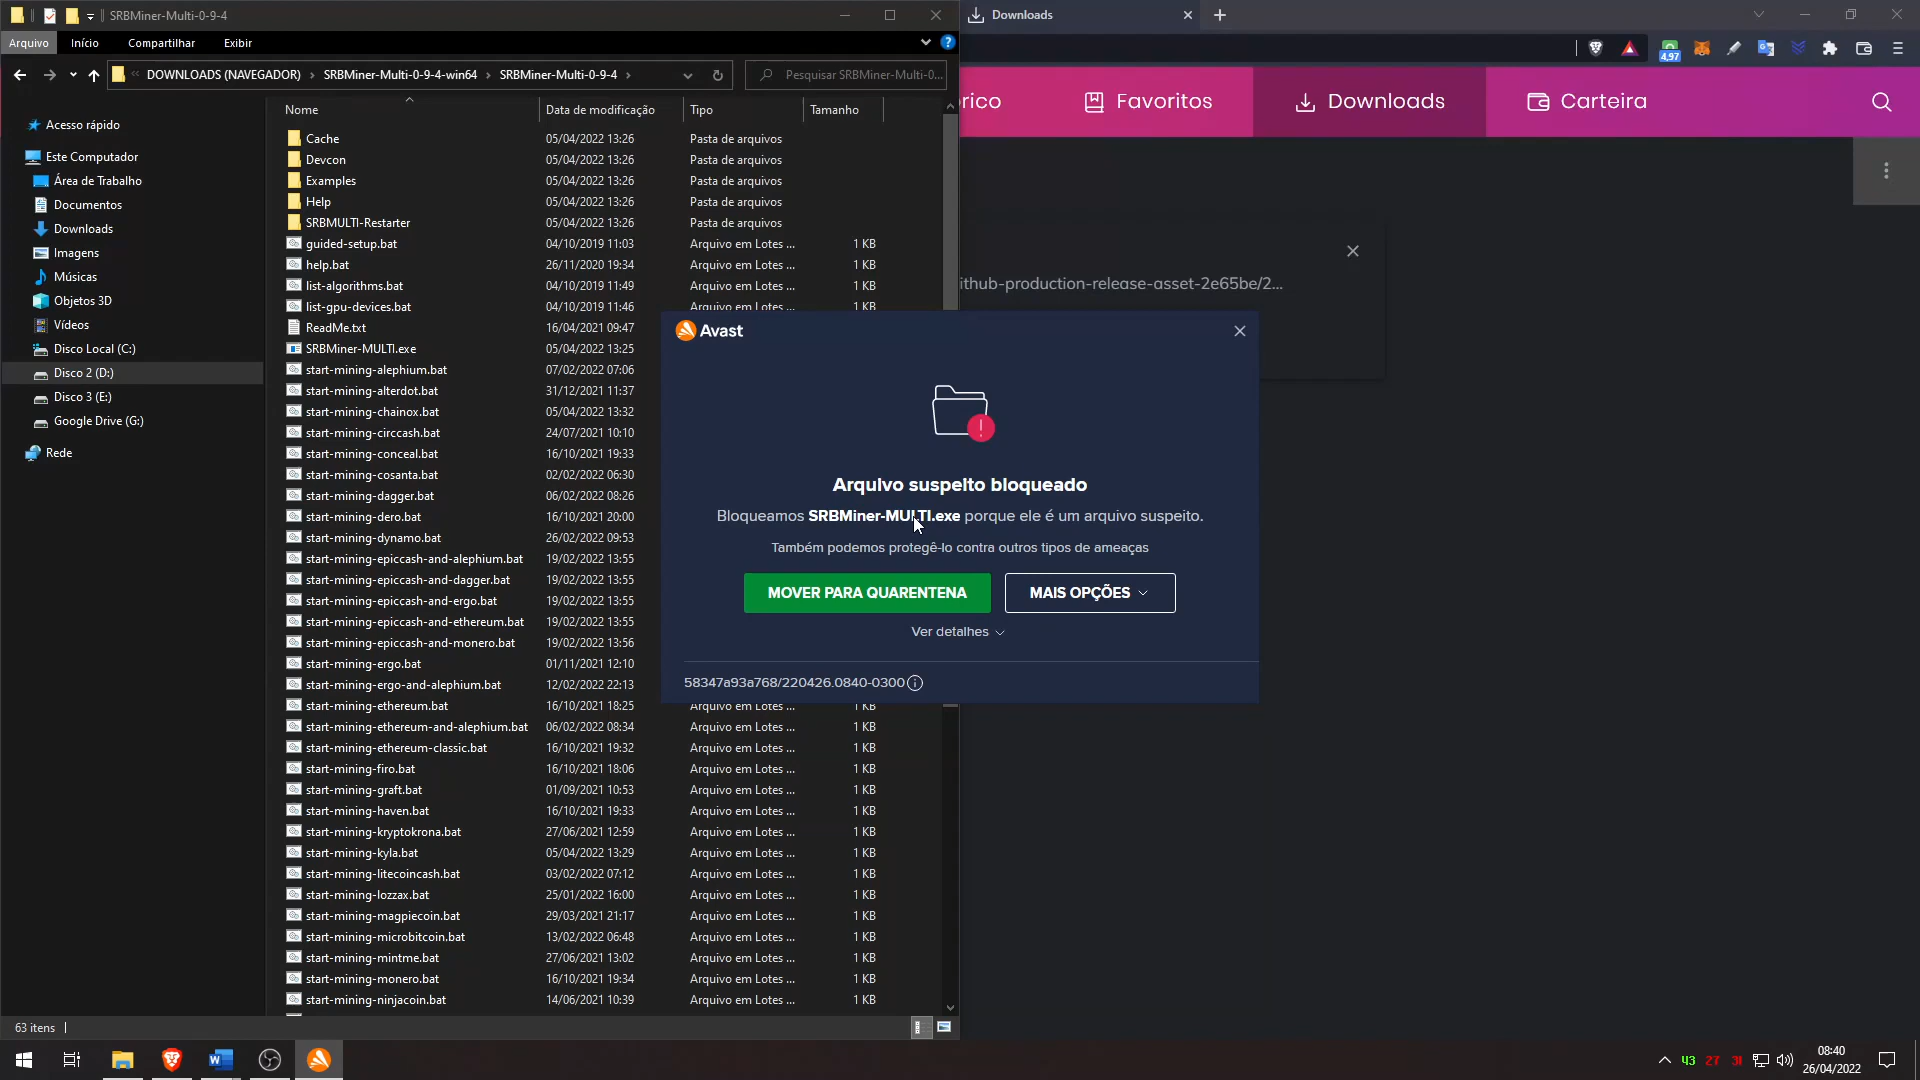 SRBMiner-Multi-0-9-4
Downloads
Arquivo Início Compartilhar Exibir
4,97
DOWNLOADS (NAVEGADOR) › SRBMiner-Multi-0-9-4-win64 › SRBMiner-Multi-0-9-4 ›
Pesquisar SRBMiner-Multi-0...
órico Favoritos Downloads Carteira
Nome Data de modificação Tipo Tamanho
Acesso rápido
Este Computador
Área de Trabalho
Documentos
Downloads
Imagens
Músicas
Objetos 3D
Vídeos
Disco Local (C:)
Disco 2 (D:)
Disco 3 (E:)
Google Drive (G:)
Rede
Cache 05/04/2022 13:26 Pasta de arquivos
Devcon 05/04/2022 13:26 Pasta de arquivos
Examples 05/04/2022 13:26 Pasta de arquivos
Help 05/04/2022 13:26 Pasta de arquivos
SRBMULTI-Restarter 05/04/2022 13:26 Pasta de arquivos
guided-setup.bat 04/10/2019 11:03 Arquivo em Lotes ... 1 KB
help.bat 26/11/2020 19:34 Arquivo em Lotes ... 1 KB
list-algorithms.bat 04/10/2019 11:49 Arquivo em Lotes ... 1 KB
list-gpu-devices.bat 04/10/2019 11:46 Arquivo em Lotes ... 1 KB
ReadMe.txt 16/04/2021 09:47
SRBMiner-MULTI.exe 05/04/2022 13:25
start-mining-alephium.bat 07/02/2022 07:06
start-mining-alterdot.bat 31/12/2021 11:37
start-mining-chainox.bat 05/04/2022 13:32
start-mining-circcash.bat 24/07/2021 10:10
start-mining-conceal.bat 16/10/2021 19:33
start-mining-cosanta.bat 02/02/2022 06:30
start-mining-dagger.bat 06/02/2022 08:26
start-mining-dero.bat 16/10/2021 20:00
start-mining-dynamo.bat 26/02/2022 09:53
start-mining-epiccash-and-alephium.bat 19/02/2022 13:55
start-mining-epiccash-and-dagger.bat 19/02/2022 13:55
start-mining-epiccash-and-ergo.bat 19/02/2022 13:55
start-mining-epiccash-and-ethereum.bat 19/02/2022 13:55
start-mining-epiccash-and-monero.bat 19/02/2022 13:56
start-mining-ergo.bat 01/11/2021 12:10
start-mining-ergo-and-alephium.bat 12/02/2022 22:13
start-mining-ethereum.bat 16/10/2021 18:25 Arquivo em Lotes ... 1 KB
start-mining-ethereum-and-alephium.bat 06/02/2022 08:34 Arquivo em Lotes ... 1 KB
start-mining-ethereum-classic.bat 16/10/2021 19:32 Arquivo em Lotes ... 1 KB
start-mining-firo.bat 16/10/2021 18:06 Arquivo em Lotes ... 1 KB
start-mining-graft.bat 01/09/2021 10:53 Arquivo em Lotes ... 1 KB
start-mining-haven.bat 16/10/2021 19:33 Arquivo em Lotes ... 1 KB
start-mining-kryptokrona.bat 27/06/2021 12:59 Arquivo em Lotes ... 1 KB
start-mining-kyla.bat 05/04/2022 13:29 Arquivo em Lotes ... 1 KB
start-mining-litecoincash.bat 03/02/2022 07:12 Arquivo em Lotes ... 1 KB
start-mining-lozzax.bat 25/01/2022 16:00 Arquivo em Lotes ... 1 KB
start-mining-magpiecoin.bat 29/03/2021 21:17 Arquivo em Lotes ... 1 KB
start-mining-microbitcoin.bat 13/02/2022 06:48 Arquivo em Lotes ... 1 KB
start-mining-mintme.bat 27/06/2021 13:02 Arquivo em Lotes ... 1 KB
start-mining-monero.bat 16/10/2021 19:34 Arquivo em Lotes ... 1 KB
start-mining-ninjacoin.bat 14/06/2021 10:39 Arquivo em Lotes ... 1 KB
63 itens
ithub-production-release-asset-2e65be/2...
Avast
Arquivo suspeito bloqueado
Bloqueamos SRBMiner-MULTI.exe porque ele é um arquivo suspeito.
Também podemos protegê-lo contra outros tipos de ameaças
MOVER PARA QUARENTENA MAIS OPÇÕES
Ver detalhes
58347a93a768/220426.0840-0300
43 27 31
08:40
26/04/2022